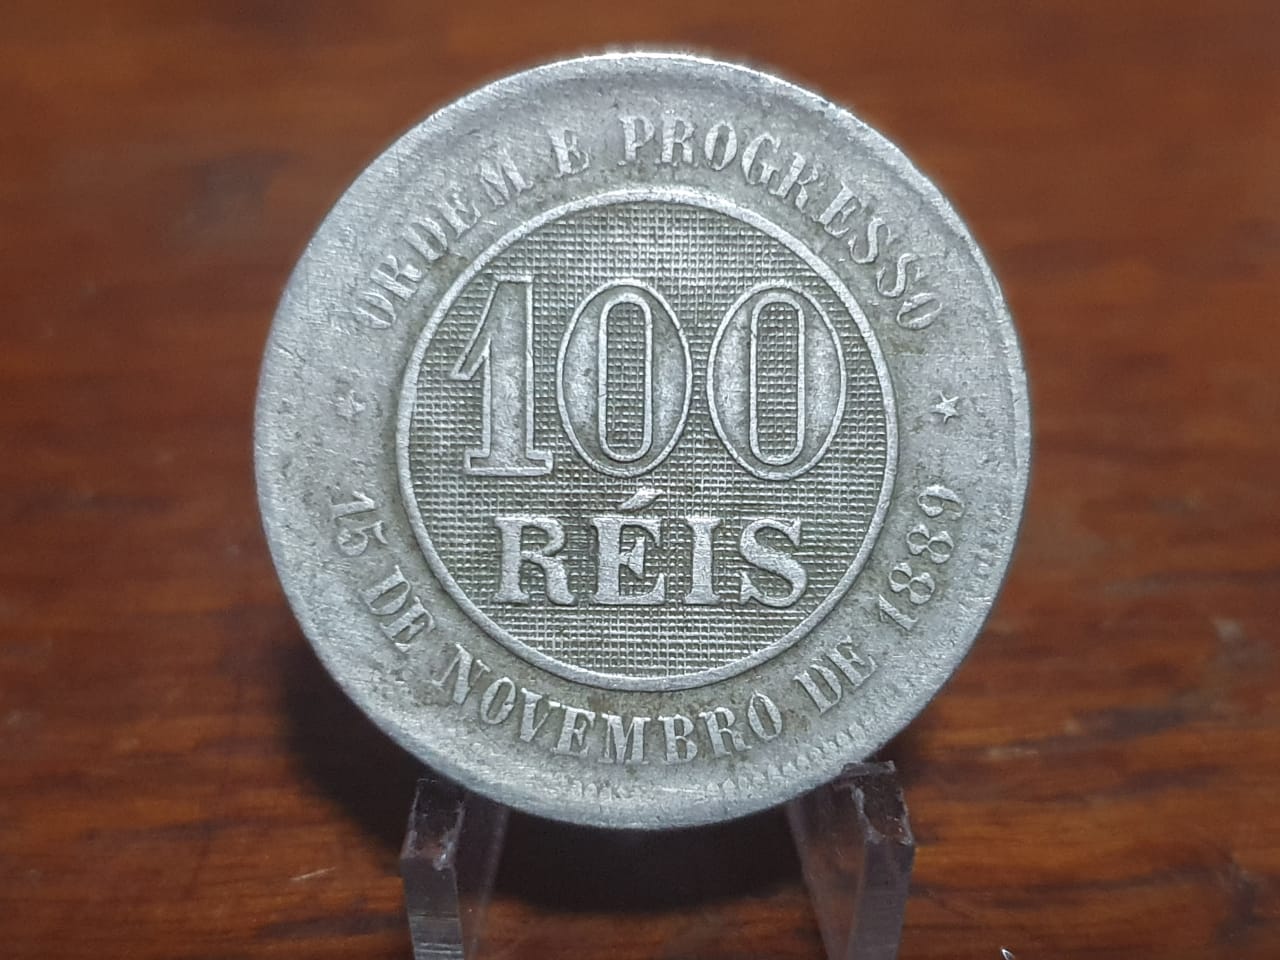 ORDEM E PROGRESSO
100
RÉIS
15 DE NOVEMBRO DE 1889